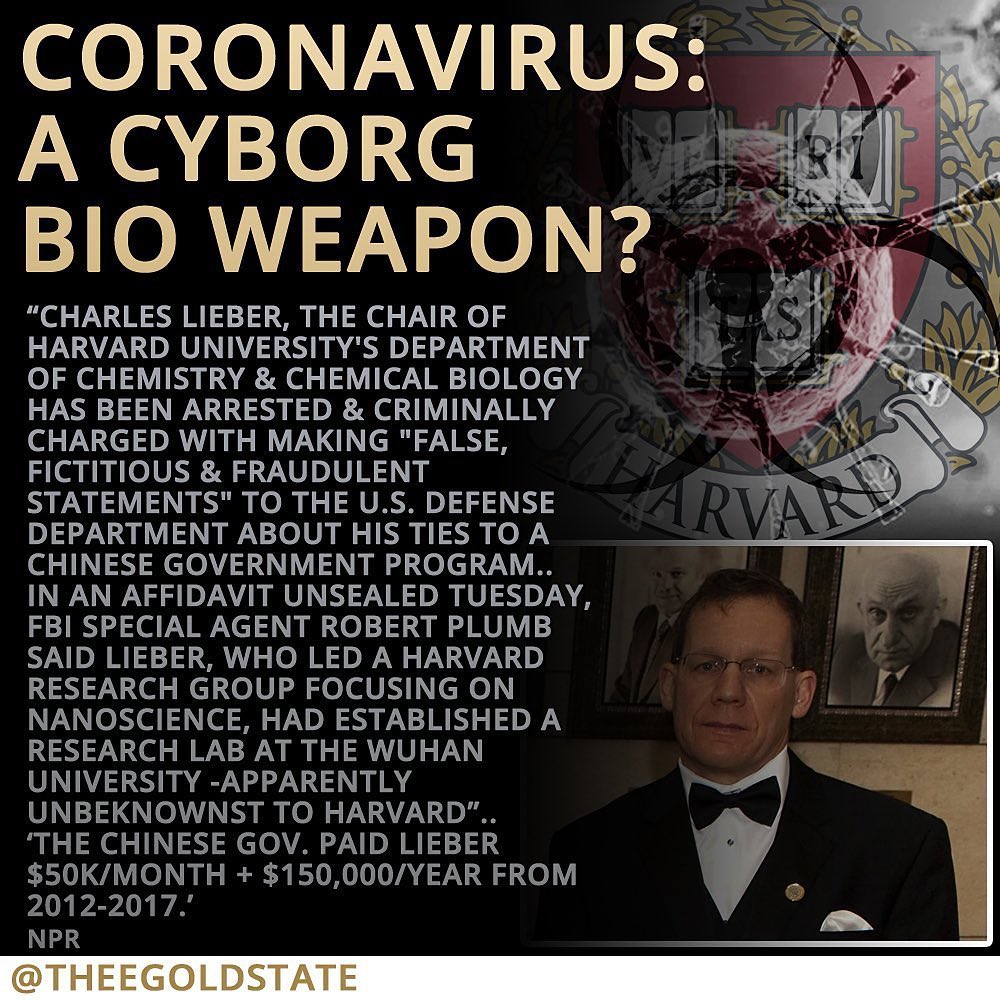 CORONAVIRUS:
A CYBORG
BIO WEAPON?
“CHARLES LIEBER, THE CHAIR OF
HARVARD UNIVERSITY'S DEPARTMENT
OF CHEMISTRY & CHEMICAL BIOLOGY
HAS BEEN ARRESTED & CRIMINALLY
CHARGED WITH MAKING "FALSE,
FICTITIOUS & FRAUDULENT
STATEMENTS" TO THE U.S. DEFENSE
DEPARTMENT ABOUT HIS TIES TO A
CHINESE GOVERNMENT PROGRAM..
IN AN AFFIDAVIT UNSEALED TUESDAY,
FBI SPECIAL AGENT ROBERT PLUMB
SAID LIEBER, WHO LED A HARVARD
RESEARCH GROUP FOCUSING ON
NANOSCIENCE, HAD ESTABLISHED A
RESEARCH LAB AT THE WUHAN
UNIVERSITY -APPARENTLY
UNBEKNOWNST TO HARVARD”..
‘THE CHINESE GOV. PAID LIEBER
$50K/MONTH + $150,000/YEAR FROM
2012-2017.’
NPR
@THEEGOLDSTATE
VE RI
TAS
HARVARD